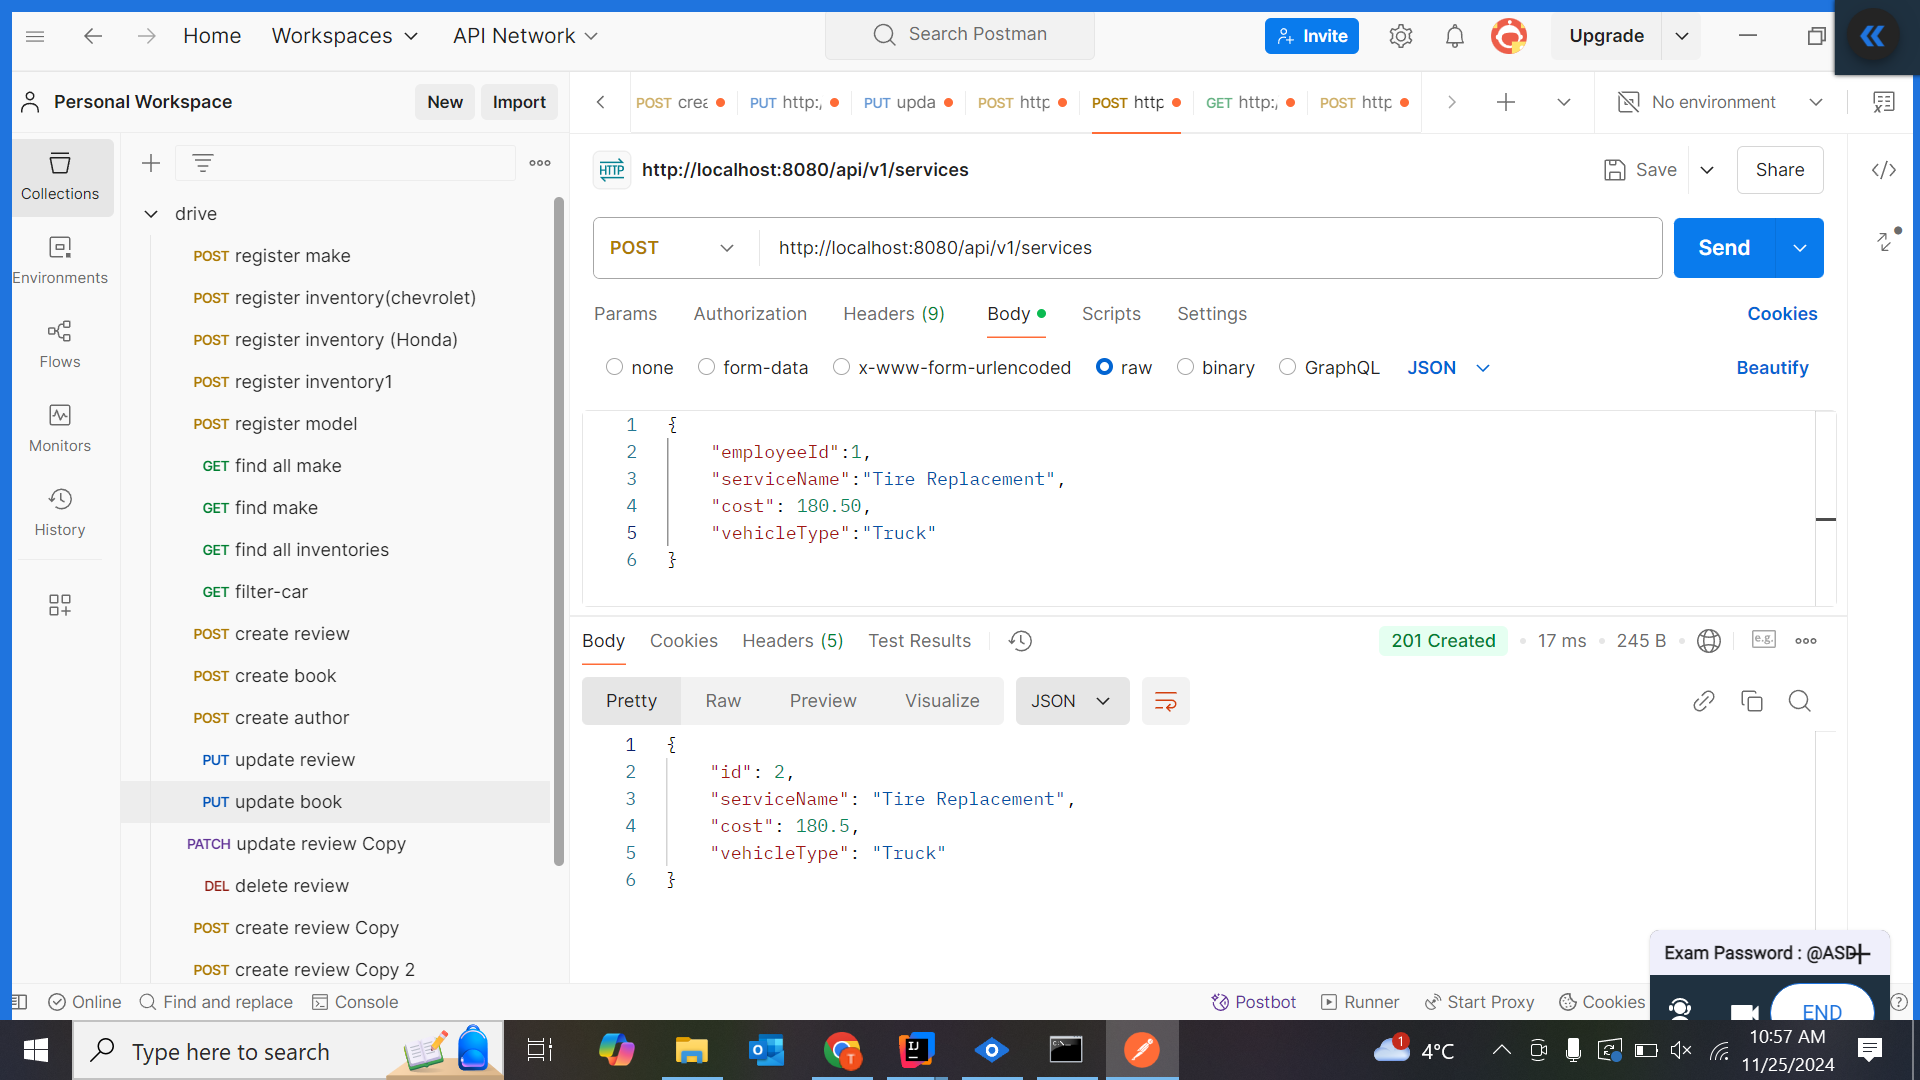 Home Workspaces API Network Search Postman Invite Upgrade
Personal Workspace New Import
POST crea PUT http:/ PUT upda POST http POST http GET http:/ POST http No environment
Collections
Environments
Flows
Monitors
History
drive
POST register make
POST register inventory(chevrolet)
POST register inventory (Honda)
POST register inventory1
POST register model
GET find all make
GET find make
GET find all inventories
GET filter-car
POST create review
POST create book
POST create author
PUT update review
PUT update book
PATCH update review Copy
DEL delete review
POST create review Copy
POST create review Copy 2
HTTP http://localhost:8080/api/v1/services Save Share
POST http://localhost:8080/api/v1/services Send
Params Authorization Headers (9) Body Scripts Settings Cookies
none form-data x-www-form-urlencoded raw binary GraphQL JSON Beautify
1 {
2 "employeeId":1,
3 "serviceName":"Tire Replacement",
4 "cost": 180.50,
5 "vehicleType":"Truck"
6 }
Body Cookies Headers (5) Test Results 201 Created 17 ms 245 B e.g.
Pretty Raw Preview Visualize JSON
1 {
2 "id": 2,
3 "serviceName": "Tire Replacement",
4 "cost": 180.5,
5 "vehicleType": "Truck"
6 }
Exam Password : @ASD
END
Online Find and replace Console Postbot Runner Start Proxy Cookies
Type here to search 1 4°C 10:57 AM
11/25/2024